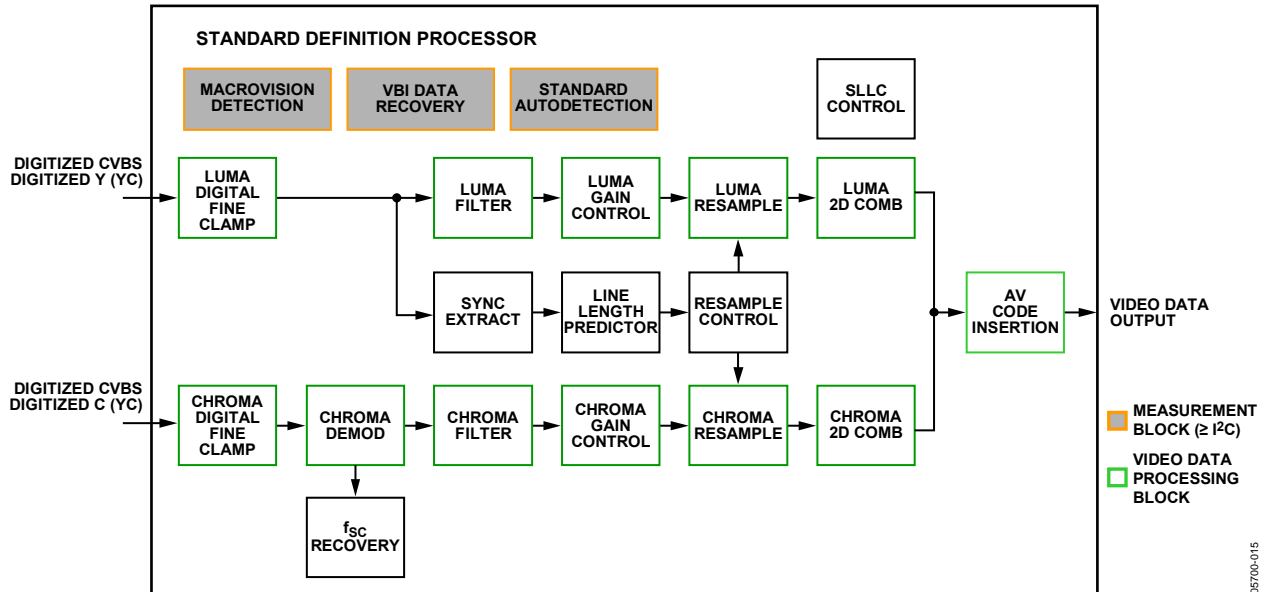 STANDARD DEFINITION PROCESSOR
MACROVISION
DETECTION
VBI DATA
RECOVERY
STANDARD
AUTODETECTION
SLLC
CONTROL
DIGITIZED CVBS
DIGITIZED Y (YC)
LUMA
DIGITAL
FINE
CLAMP
LUMA
FILTER
LUMA
GAIN
CONTROL
LUMA
RESAMPLE
LUMA
2D COMB
SYNC
EXTRACT
LINE
LENGTH
PREDICTOR
RESAMPLE
CONTROL
AV
CODE
INSERTION
VIDEO DATA
OUTPUT
DIGITIZED CVBS
DIGITIZED C (YC)
CHROMA
DIGITAL
FINE
CLAMP
CHROMA
DEMOD
CHROMA
FILTER
CHROMA
GAIN
CONTROL
CHROMA
RESAMPLE
CHROMA
2D COMB
fSC
RECOVERY
MEASUREMENT
BLOCK (≥ I²C)
VIDEO DATA
PROCESSING
BLOCK
05700-015